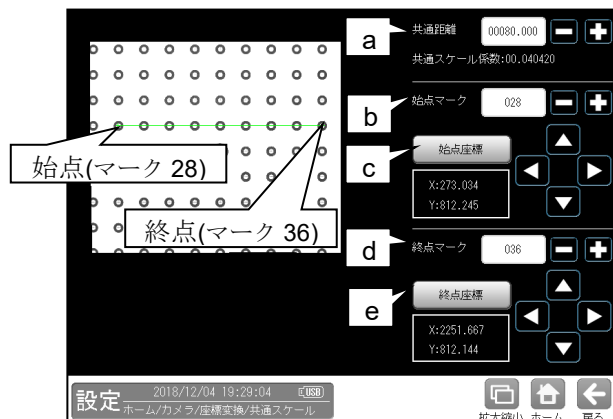 a
共通距離
00080.000
共通スケール係数:00.040420
b
始点マーク
028
c
始点座標
X:273.034
Y:812.245
始点(マーク 28)
終点(マーク 36)
d
終点マーク
036
e
終点座標
X:2251.667
Y:812.144
設定
2018/12/04 19:29:04
USB
ホーム/カメラ/座標変換/共通スケール
拡大縮小
ホーム
戻る